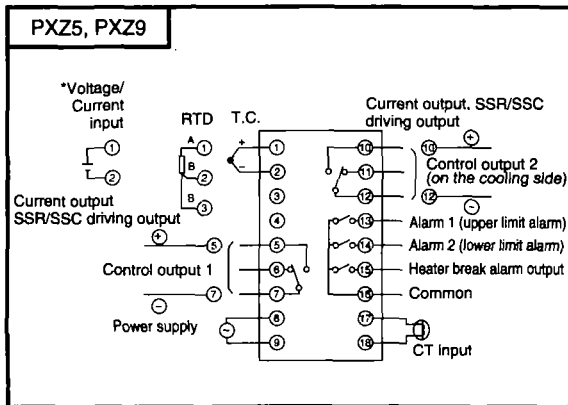 PXZ5, PXZ9
*Voltage/
Current
input
RTD
T.C.
Current output, SSR/SSC
driving output
A
B
B
1
2
1
2
3
+
−
1
2
3
4
5
6
7
8
9
10
11
12
13
14
15
16
17
18
10
12
+
−
Control output 2
(on the cooling side)
Current output
SSR/SSC driving output
+
5
Control output 1
7
−
Power supply
~
Alarm 1 (upper limit alarm)
Alarm 2 (lower limit alarm)
Heater break alarm output
Common
CT input